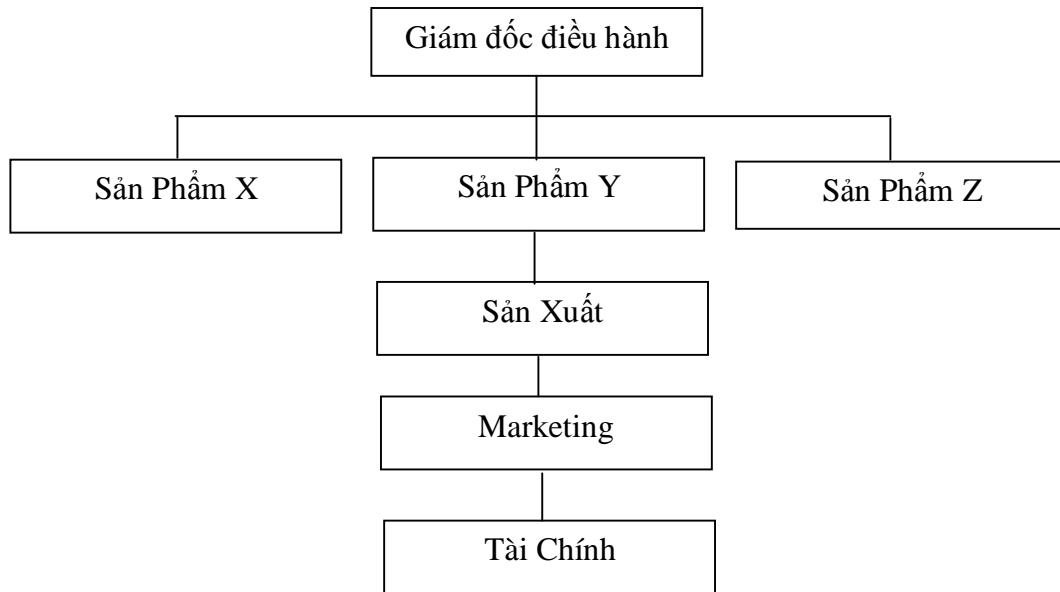 Giám đốc điều hành
Sản Phẩm X
Sản Phẩm Y
Sản Phẩm Z
Sản Xuất
Marketing
Tài Chính